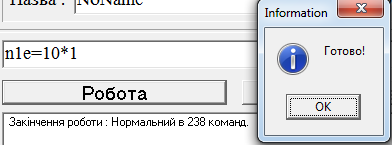 Назва : NoName
Information
n1e=10*1
Готово!
Робота
OK
Закінчення роботи : Нормальний в 238 команд.